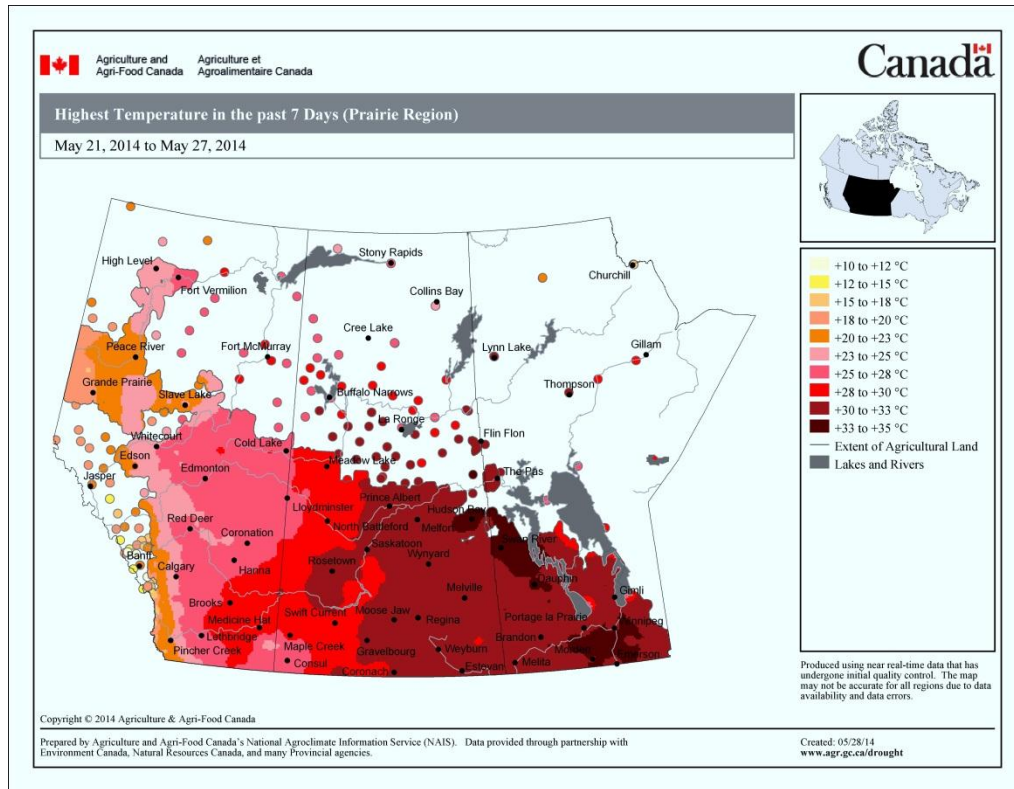 Agriculture and
Agri-Food Canada
Agriculture et
Agroalimentaire Canada
Canada
Highest Temperature in the past 7 Days (Prairie Region)
May 21, 2014 to May 27, 2014
Stony Rapids
High Level
Churchill
Fort Vermilion
Collins Bay
Cree Lake
Peace River
Fort McMurray
Lynn Lake
Gillam
Grande Prairie
Thompson
Slave Lake
Buffalo Narrows
La Ronge
Whitecourt
Cold Lake
Flin Flon
Edson
Meadow Lake
Jasper
Edmonton
The Pas
Lloydminster
Prince Albert
Hudson Bay
Red Deer
North Battleford
Melfort
Coronation
Saskatoon
Swan River
Banff
Hanna
Rosetown
Wynyard
Calgary
Dauphin
Brooks
Melville
Gimli
Medicine Hat
Swift Current
Moose Jaw
Regina
Portage la Prairie
Winnipeg
Lethbridge
Brandon
Pincher Creek
Maple Creek
Gravelbourg
Weyburn
Morden
Emerson
Consul
Coronach
Estevan
Melita
+10 to +12 °C
+12 to +15 °C
+15 to +18 °C
+18 to +20 °C
+20 to +23 °C
+23 to +25 °C
+25 to +28 °C
+28 to +30 °C
+30 to +33 °C
+33 to +35 °C
Extent of Agricultural Land
Lakes and Rivers
Produced using near real-time data that has
undergone initial quality control. The map
may not be accurate for all regions due to data
availability and data errors.
Copyright © 2014 Agriculture & Agri-Food Canada
Prepared by Agriculture and Agri-Food Canada's National Agroclimate Information Service (NAIS). Data provided through partnership with
Environment Canada, Natural Resources Canada, and many Provincial agencies.
Created: 05/28/14
www.agr.gc.ca/drought